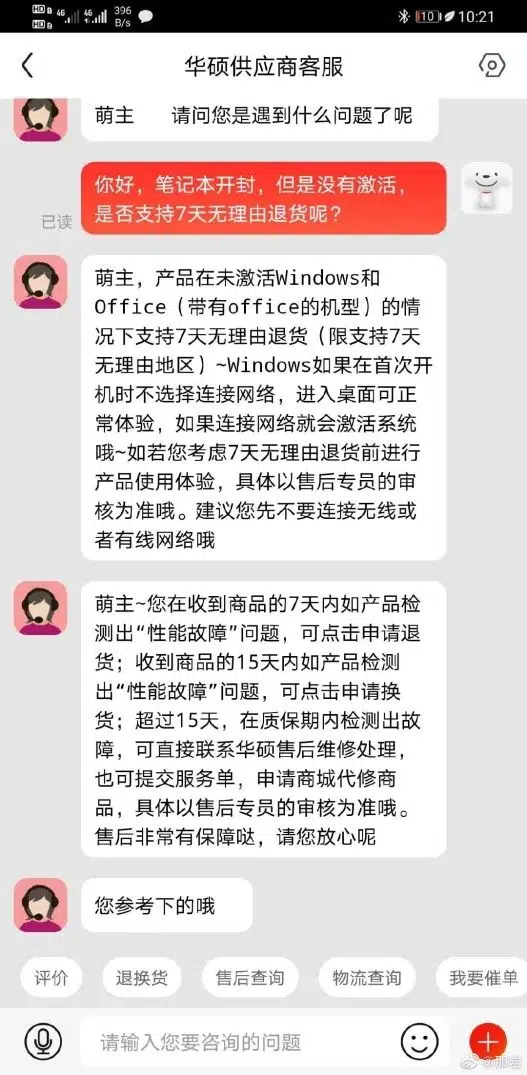 HD 4G 4G 396 B/s 10 10:21
HD
华硕供应商客服
萌主 请问您是遇到什么问题了呢
你好，笔记本开封，但是没有激活，
是否支持7天无理由退货呢？
已读
萌主，产品在未激活Windows和
Office（带有office的机型）的情
况下支持7天无理由退货（限支持7天
无理由地区）~Windows如果在首次开
机时不选择连接网络，进入桌面可正
常体验，如果连接网络就会激活系统
哦~如若您考虑7天无理由退货前进行
产品使用体验，具体以售后专员的审
核为准哦。建议您先不要连接无线或
者有线网络哦
萌主~您在收到商品的7天内如产品检
测出“性能故障”问题，可点击申请退
货；收到商品的15天内如产品检测
出“性能故障”问题，可点击申请换
货；超过15天，在质保期内检测出故
障，可直接联系华硕售后维修处理，
也可提交服务单，申请商城代修商
品，具体以售后专员的审核为准哦。
售后非常有保障哒，请您放心呢
您参考下的哦
评价 退换货 售后查询 物流查询 我要催单
请输入您要咨询的问题